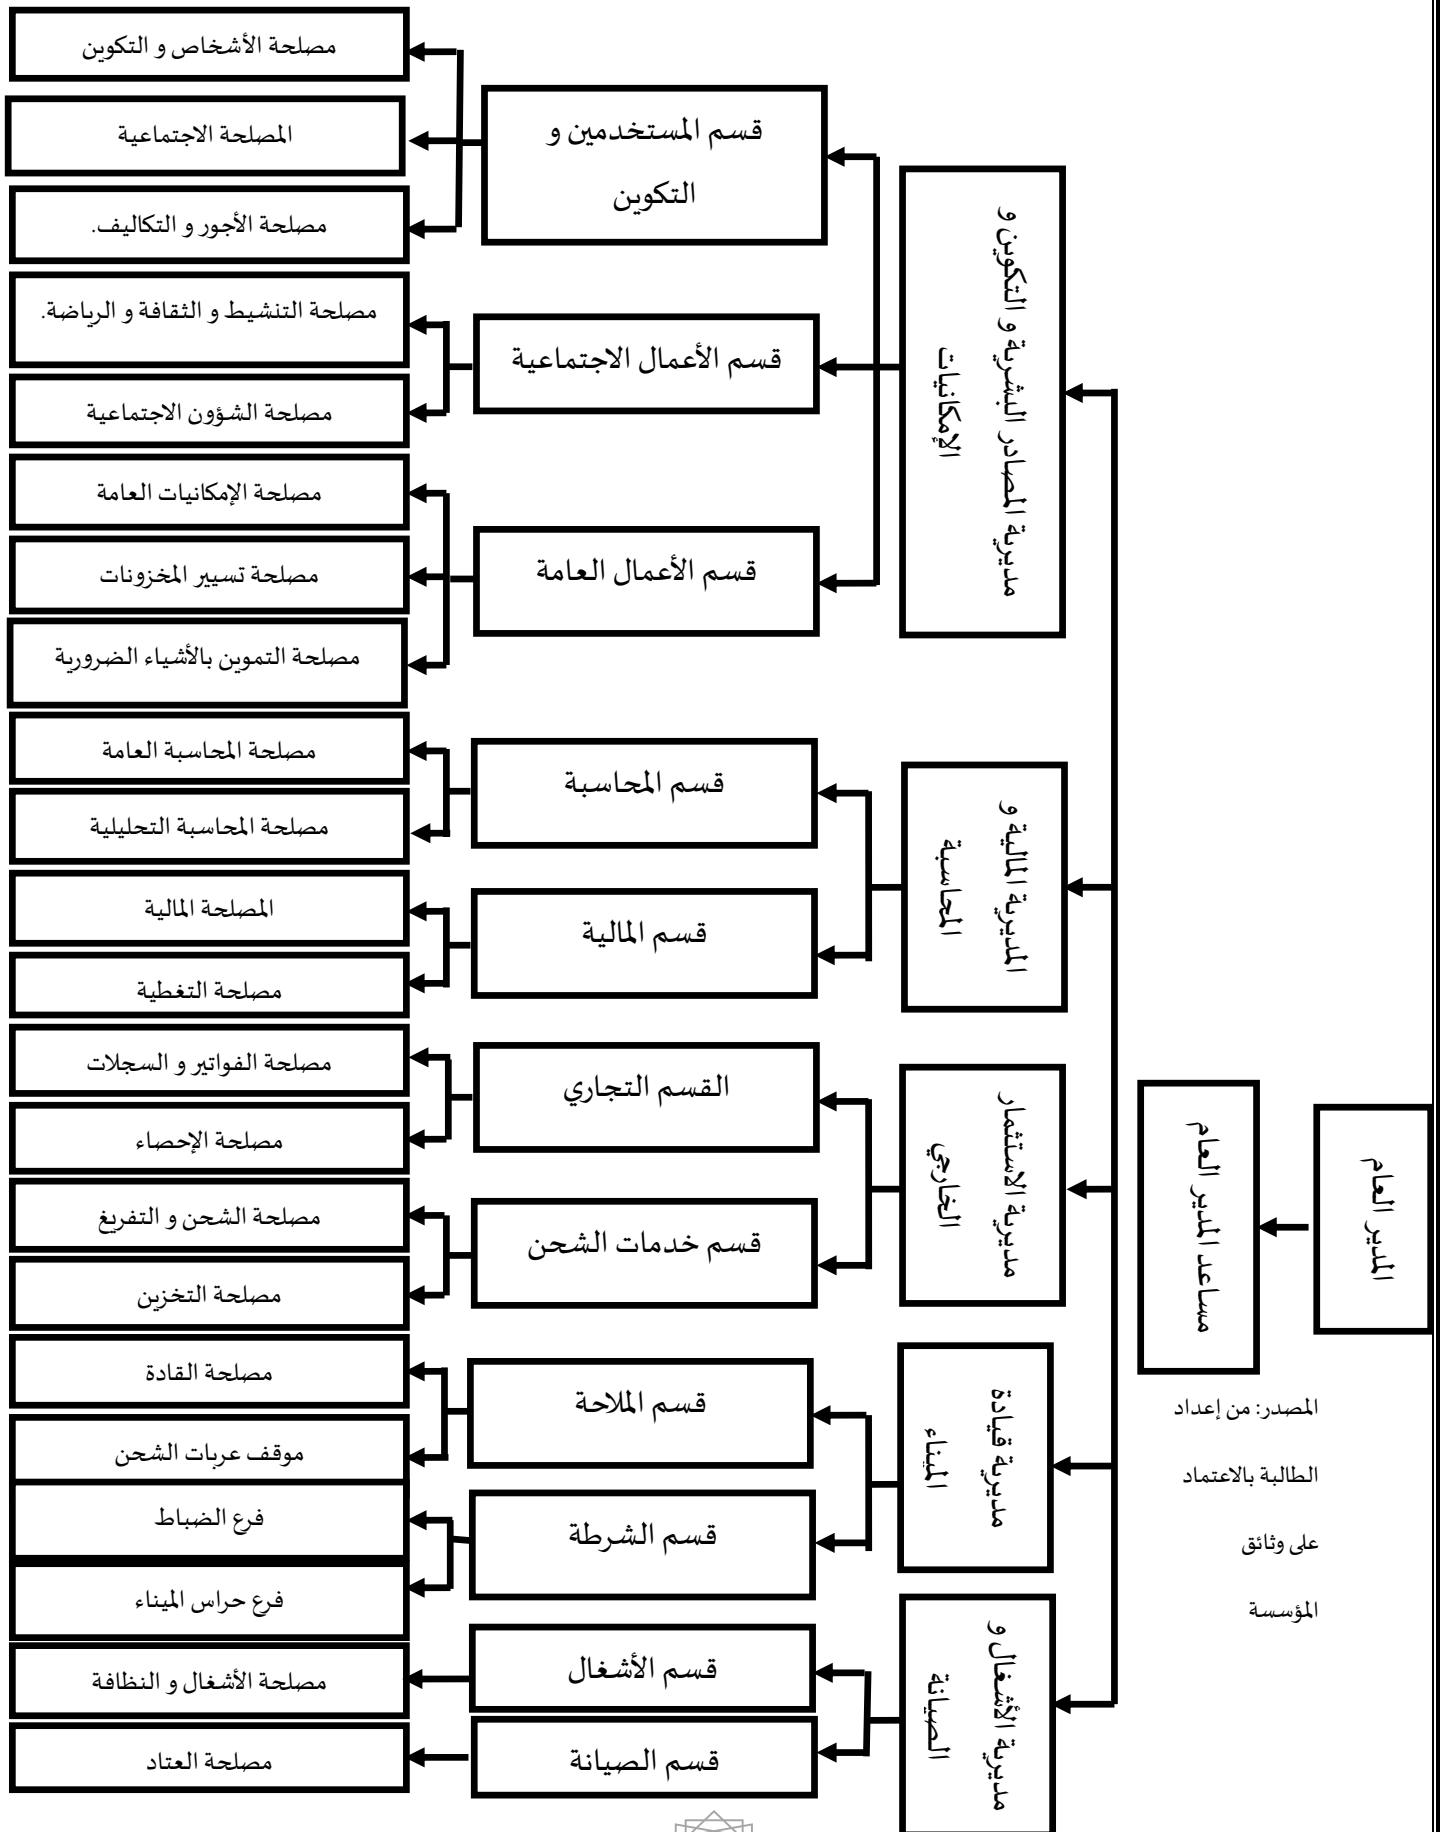 المدير العام
مساعد المدير العام
المصدر: من إعداد
الطالبة بالاعتماد
على وثائق
المؤسسة
مديرية المصادر البشرية و التكوين و
الإمكانيات
قسم المستخدمين و
التكوين
مصلحة الأشخاص و التكوين
المصلحة الاجتماعية
مصلحة الأجور و التكاليف.
قسم الأعمال الاجتماعية
مصلحة التنشيط و الثقافة و الرياضة.
مصلحة الشؤون الاجتماعية
قسم الأعمال العامة
مصلحة الإمكانيات العامة
مصلحة تسيير المخزونات
مصلحة التموين بالأشياء الضرورية
المديرية المالية و
المحاسبة
قسم المحاسبة
مصلحة المحاسبة العامة
مصلحة المحاسبة التحليلية
قسم المالية
المصلحة المالية
مصلحة التغطية
مديرية الاستثمار
الخارجي
القسم التجاري
مصلحة الفواتير و السجلات
مصلحة الإحصاء
قسم خدمات الشحن
مصلحة الشحن و التفريغ
مصلحة التخزين
مديرية قيادة
الميناء
قسم الملاحة
مصلحة القادة
موقف عربات الشحن
قسم الشرطة
فرع الضباط
فرع حراس الميناء
مديرية الأشغال و
الصيانة
قسم الأشغال
مصلحة الأشغال و النظافة
قسم الصيانة
مصلحة العتاد